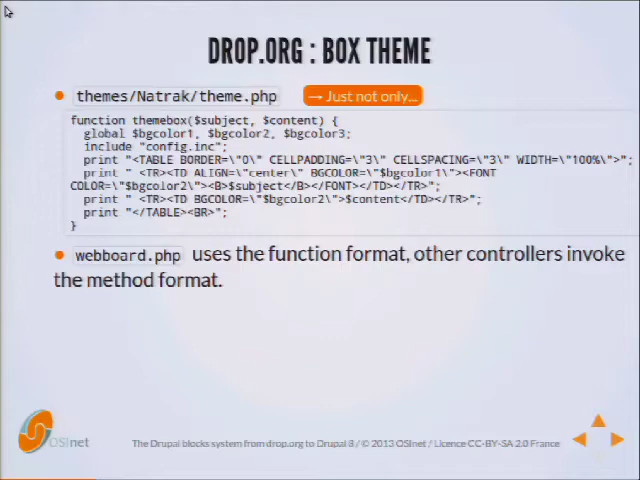 DROP.ORG : BOX THEME
themes/Natrak/theme.php → Just not only...
function themebox($subject, $content) {
global $bgcolor1, $bgcolor2, $bgcolor3;
include "config.inc";
print "<TABLE BORDER=\"0\" CELLPADDING=\"3\" CELLSPACING=\"3\" WIDTH=\"100%\">";
print " <TR><TD ALIGN=\"center\" BGCOLOR=\"$bgcolor1\"><FONT
COLOR=\"$bgcolor2\"><B>$subject</B></FONT></TD></TR>";
print " <TR><TD BGCOLOR=\"$bgcolor2\">$content</TD></TR>";
print "</TABLE><BR>";
}
webboard.php uses the function format, other controllers invoke
the method format.
OSInet
The Drupal blocks system from drop.org to Drupal 8 / © 2013 OSInet / Licence CC-BY-SA 2.0 France